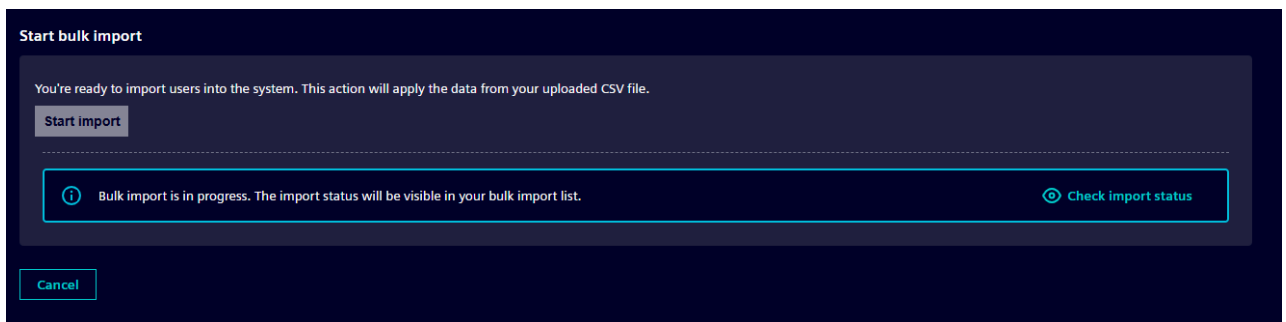 Start bulk import
You're ready to import users into the system. This action will apply the data from your uploaded CSV file.
Start import
Bulk import is in progress. The import status will be visible in your bulk import list.
Check import status
Cancel